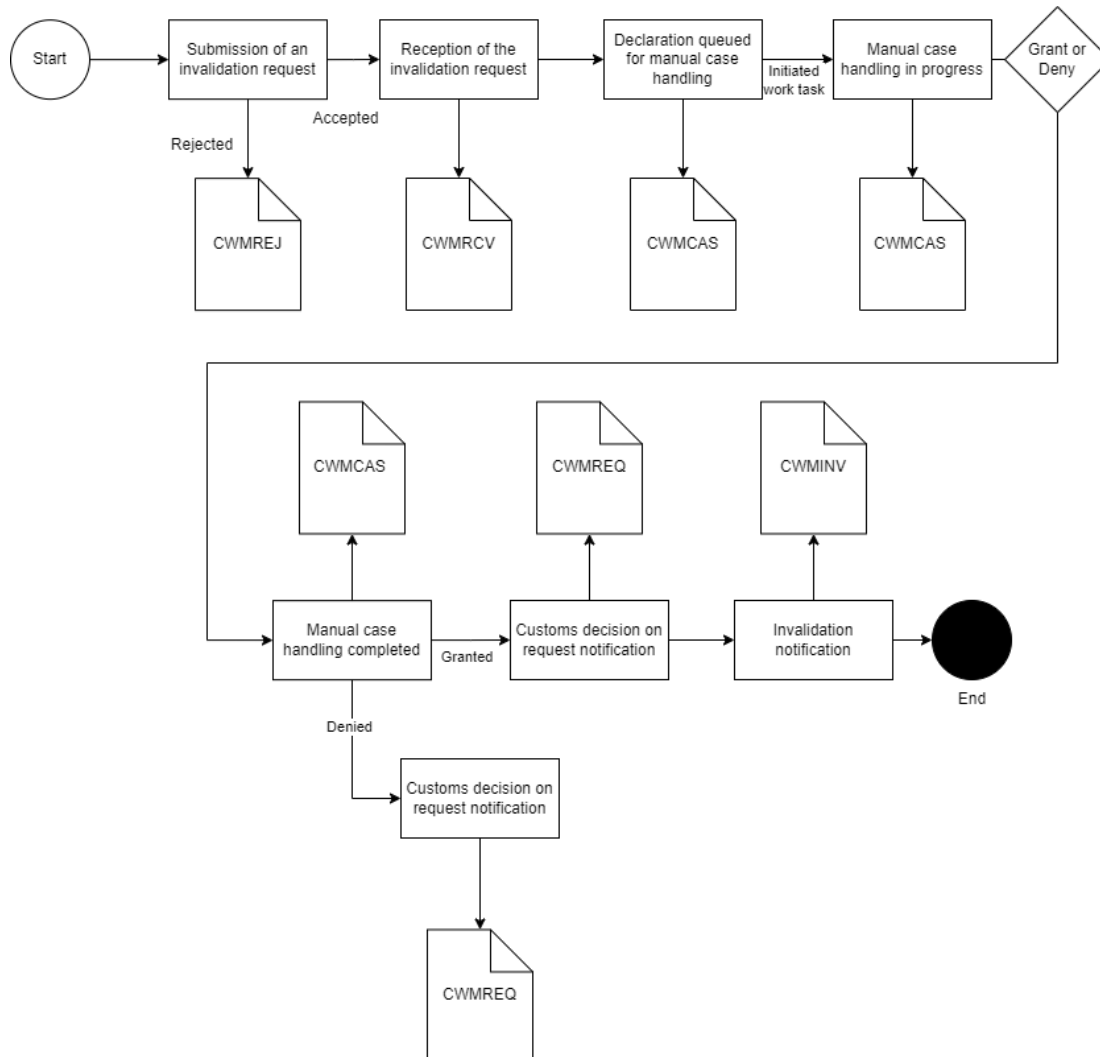 Start
Submission of an
invalidation request
Reception of the
invalidation request
Declaration queued
for manual case
handling
Initiated
work task
Manual case
handling in progress
Grant or
Deny
Rejected
Accepted
CWMREJ
CWMRCV
CWMCAS
CWMCAS
CWMCAS
CWMREQ
CWMINV
Manual case
handling completed
Granted
Customs decision on
request notification
Invalidation
notification
End
Denied
Customs decision on
request notification
CWMREQ